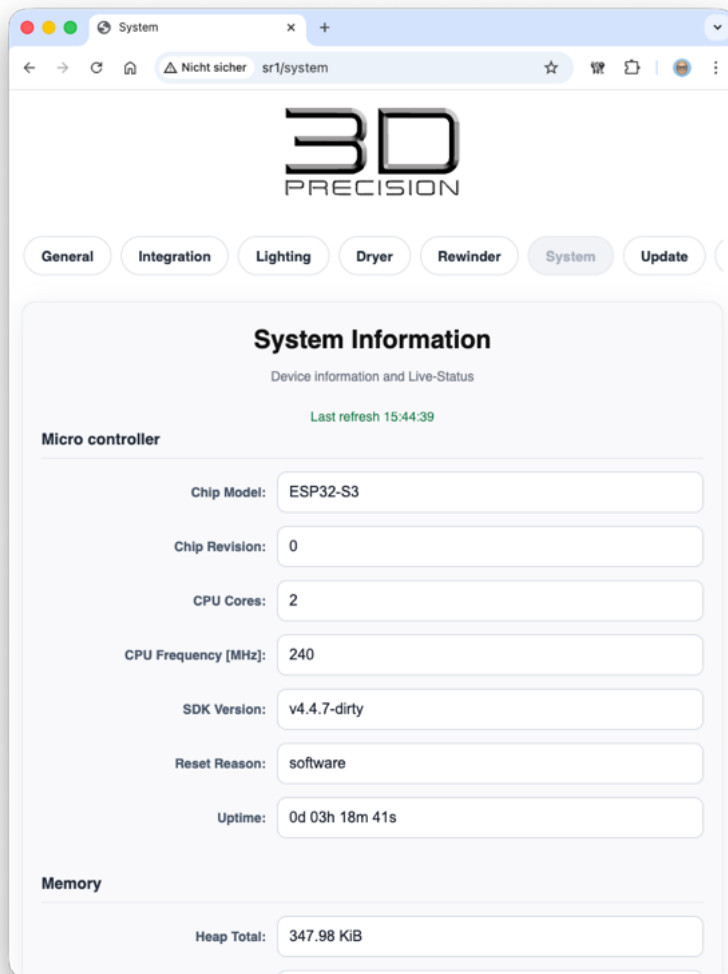 System
Nicht sicher sr1/system
3D
PRECISION
General Integration Lighting Dryer Rewinder System Update
System Information
Device information and Live-Status
Last refresh 15:44:39
Micro controller
Chip Model: ESP32-S3
Chip Revision: 0
CPU Cores: 2
CPU Frequency [MHz]: 240
SDK Version: v4.4.7-dirty
Reset Reason: software
Uptime: 0d 03h 18m 41s
Memory
Heap Total: 347.98 KiB